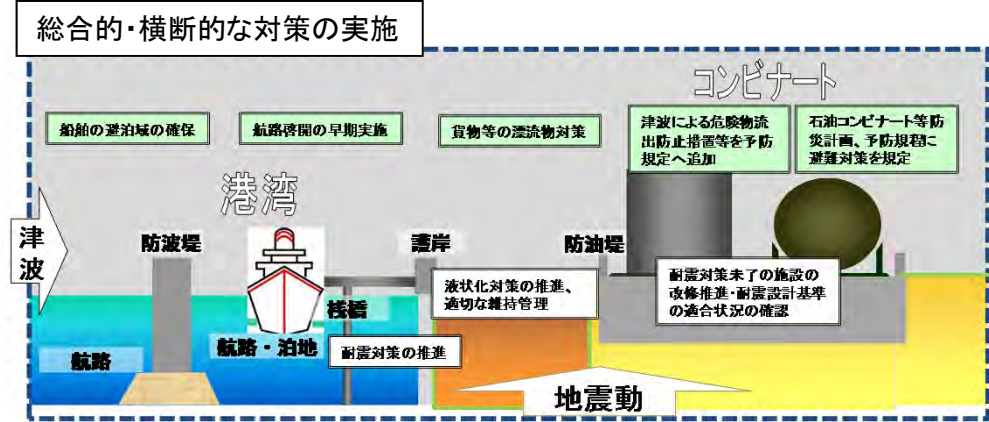 総合的・横断的な対策の実施
コンビナート
船舶の避泊域の確保
航路啓開の早期実施
貨物等の漂流物対策
津波による危険物流
出防止措置等を予防
規定へ追加
石油コンビナート等防
災計画、予防規程に
避難対策を規定
港湾
津
波
防波堤
護岸
防油堤
液状化対策の推進、
適切な維持管理
耐震対策未了の施設の
改修推進・耐震設計基準
の適合状況の確認
桟橋
航路・泊地
耐震対策の推進
航路
地震動